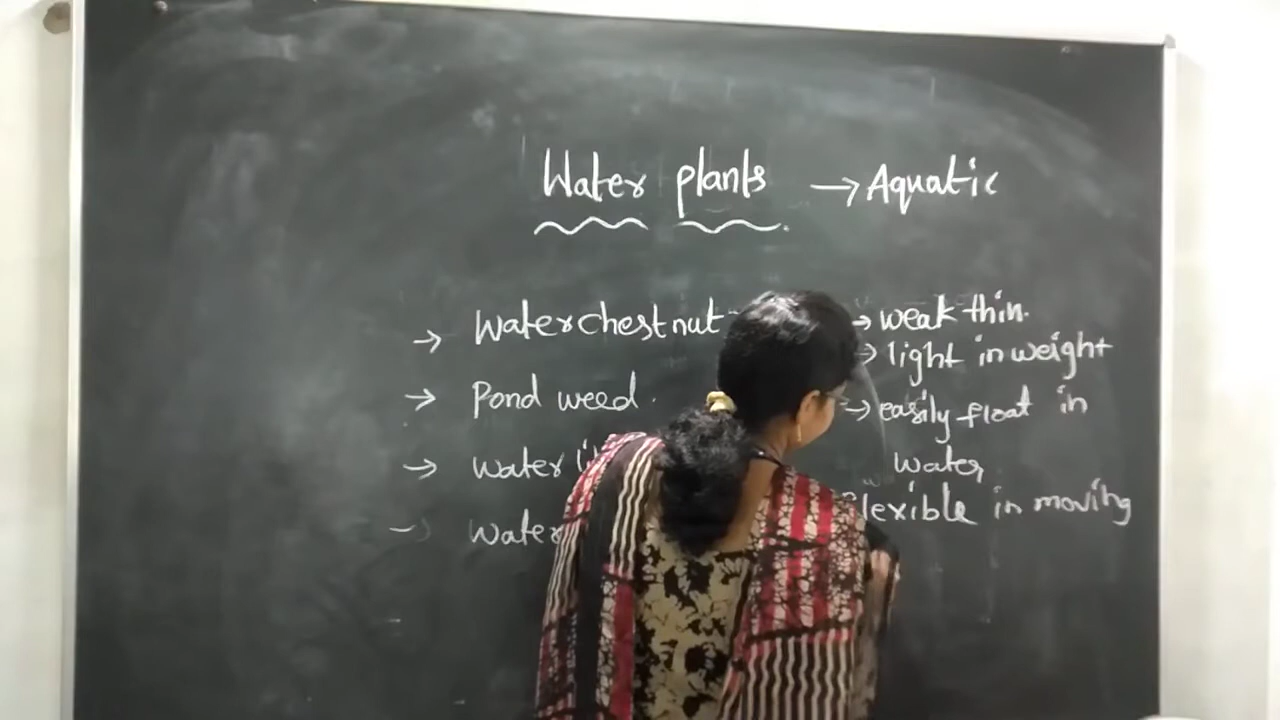 Water plants → Aquatic
→ Water chestnut
→ Pond weed.
→ Water
→ Water
→ weak thin.
→ light in weight
→ easily float in
water
in moving